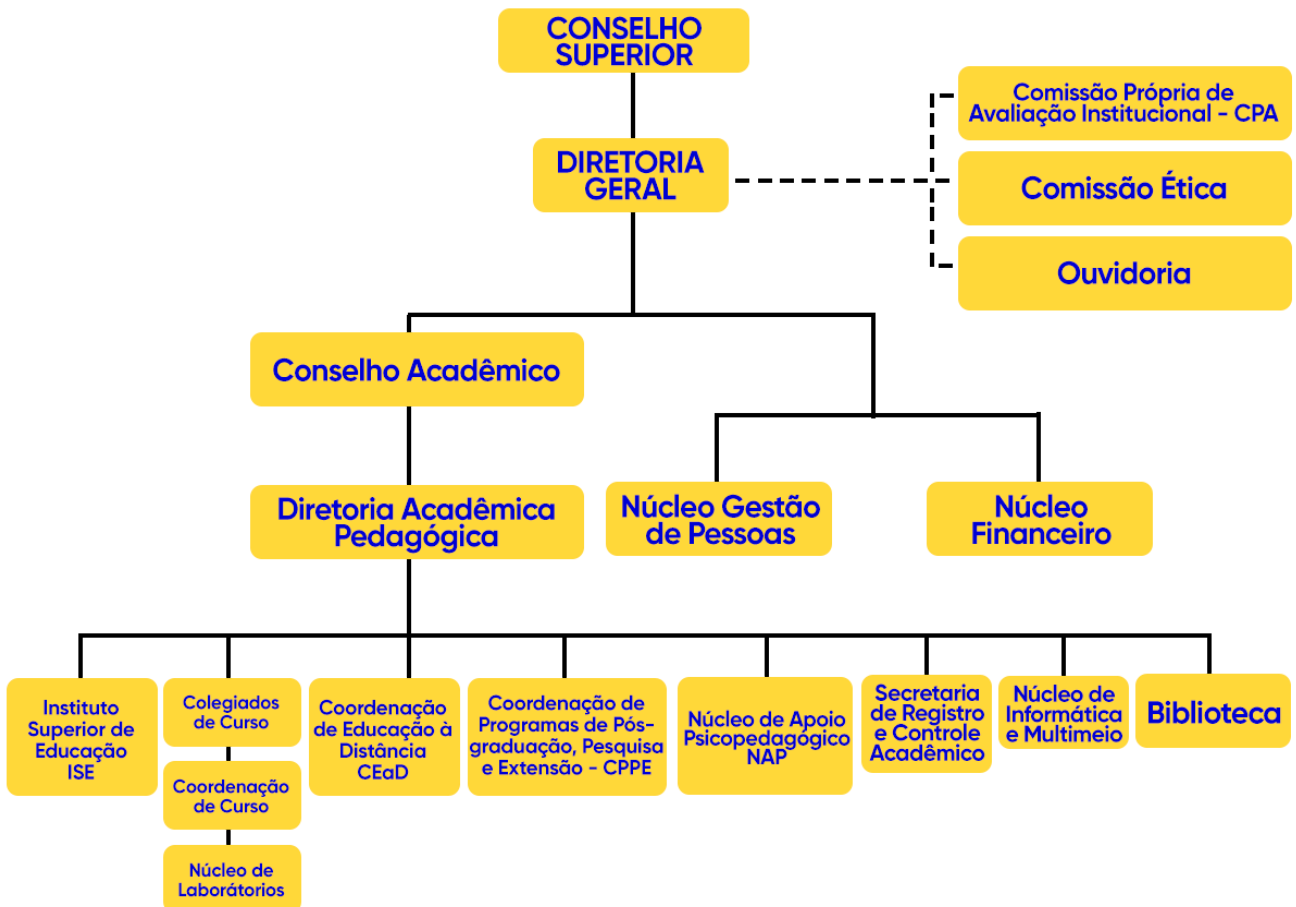 CONSELHO
SUPERIOR
Comissão Própria de
Avaliação Institucional - CPA
DIRETORIA
GERAL
Comissão Ética
Ouvidoria
Conselho Acadêmico
Diretoria Acadêmica
Pedagógica
Núcleo Gestão
de Pessoas
Núcleo
Financeiro
Instituto
Superior de
Educação
ISE
Colegiados
de Curso
Coordenação
de Curso
Núcleo de
Laborátorios
Coordenação
de Educação à
Distância
CEaD
Coordenação de
Programas de Pós-
graduação, Pesquisa
e Extensão - CPPE
Núcleo de Apoio
Psicopedagógico
NAP
Secretaria
de Registro
e Controle
Acadêmico
Núcleo de
Informática
e Multimeio
Biblioteca